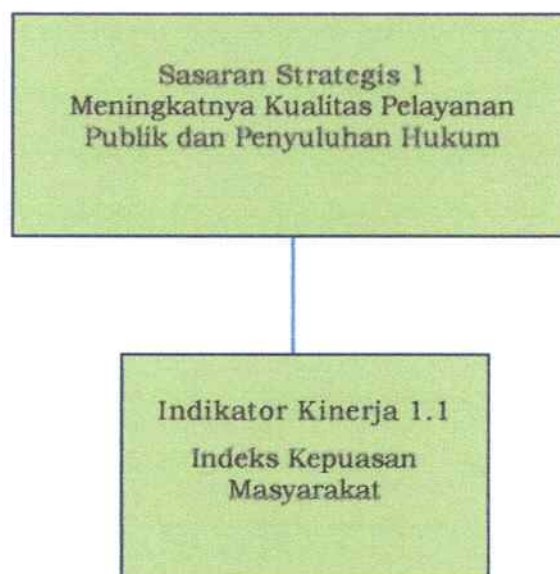 Sasaran Strategis 1
Meningkatnya Kualitas Pelayanan
Publik dan Penyuluhan Hukum
Indikator Kinerja 1.1
Indeks Kepuasan
Masyarakat